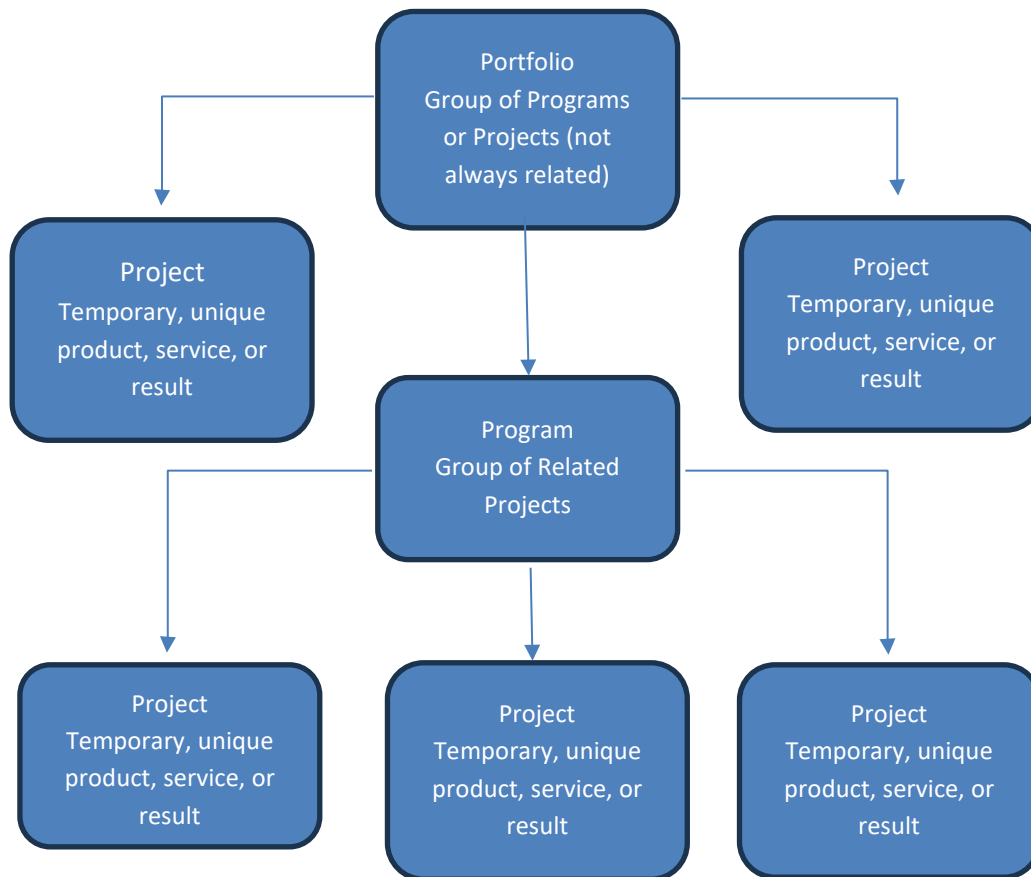 Portfolio
Group of Programs
or Projects (not
always related)
Project
Temporary, unique
product, service, or
result
Project
Temporary, unique
product, service, or
result
Program
Group of Related
Projects
Project
Temporary, unique
product, service, or
result
Project
Temporary, unique
product, service, or
result
Project
Temporary, unique
product, service, or
result